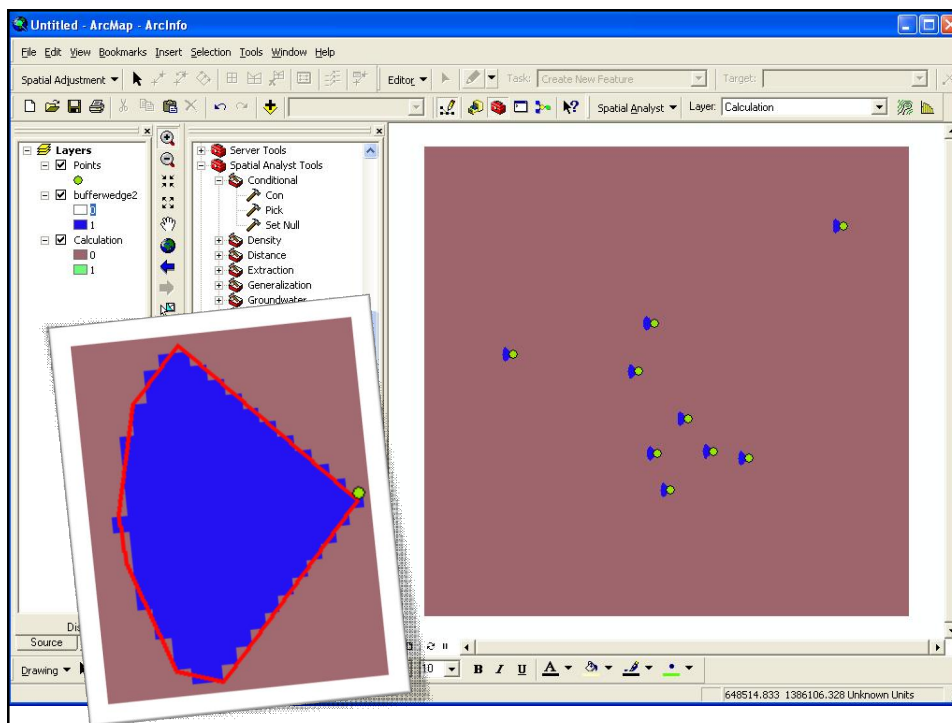 Untitled - ArcMap - ArcInfo
File Edit View Bookmarks Insert Selection Tools Window Help
Spatial Adjustment Editor Task: Create New Feature Target:
Spatial Analyst Layer: Calculation
Layers
Points
bufferwedge2
0
1
Calculation
0
1
Server Tools
Spatial Analyst Tools
Conditional
Con
Pick
Set Null
Density
Distance
Extraction
Generalization
Groundwater
Source
Drawing 10 B I U A
648514.833 1386106.328 Unknown Units